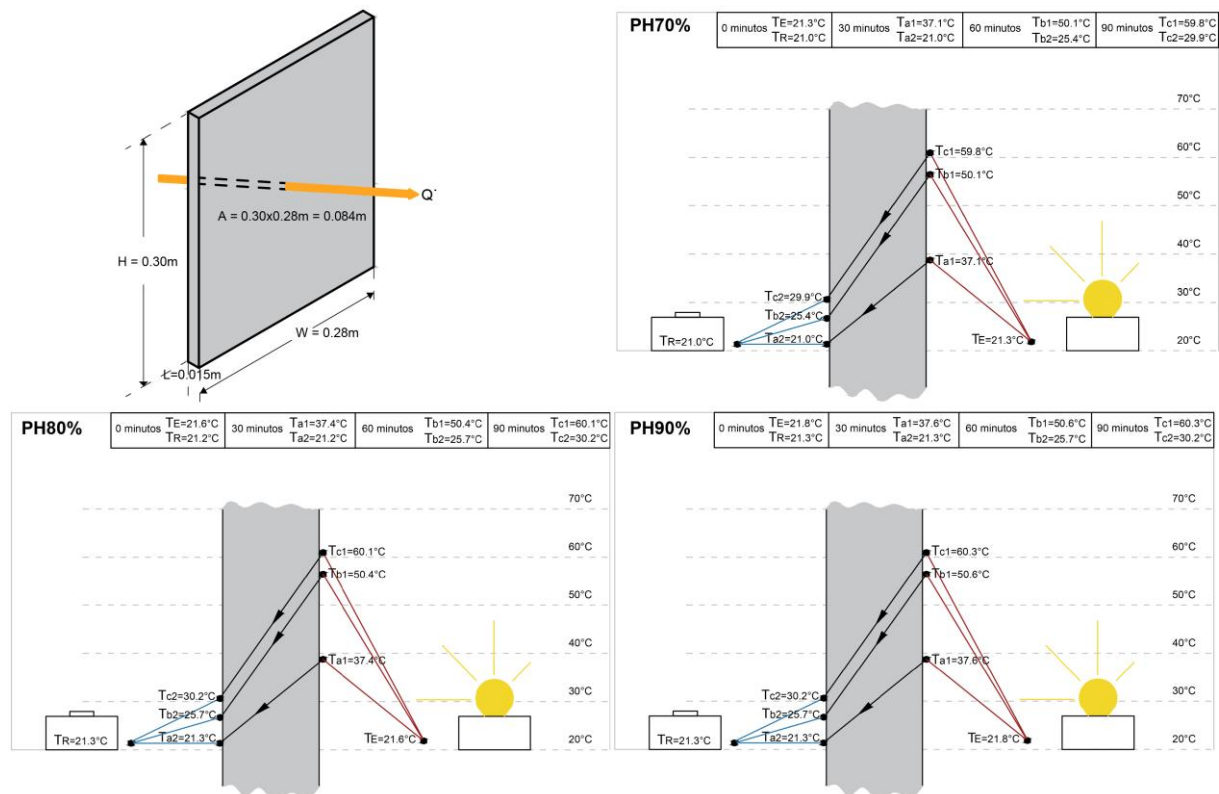 H = 0.30m
A = 0.30x0.28m = 0.084m
Q˙
W = 0.28m
L=0.015m
PH70%
0 minutos TE=21.3°C TR=21.0°C
30 minutos Ta1=37.1°C Ta2=21.0°C
60 minutos Tb1=50.1°C Tb2=25.4°C
90 minutos Tc1=59.8°C Tc2=29.9°C
70°C
60°C
50°C
40°C
30°C
20°C
Tc1=59.8°C
Tb1=50.1°C
Ta1=37.1°C
Tc2=29.9°C
Tb2=25.4°C
Ta2=21.0°C
TR=21.0°C
TE=21.3°C
PH80%
0 minutos TE=21.6°C TR=21.2°C
30 minutos Ta1=37.4°C Ta2=21.2°C
60 minutos Tb1=50.4°C Tb2=25.7°C
90 minutos Tc1=60.1°C Tc2=30.2°C
70°C
60°C
50°C
40°C
30°C
20°C
Tc1=60.1°C
Tb1=50.4°C
Ta1=37.4°C
Tc2=30.2°C
Tb2=25.7°C
Ta2=21.3°C
TR=21.3°C
TE=21.6°C
PH90%
0 minutos TE=21.8°C TR=21.3°C
30 minutos Ta1=37.6°C Ta2=21.3°C
60 minutos Tb1=50.6°C Tb2=25.7°C
90 minutos Tc1=60.3°C Tc2=30.2°C
70°C
60°C
50°C
40°C
30°C
20°C
Tc1=60.3°C
Tb1=50.6°C
Ta1=37.6°C
Tc2=30.2°C
Tb2=25.7°C
Ta2=21.3°C
TR=21.3°C
TE=21.8°C